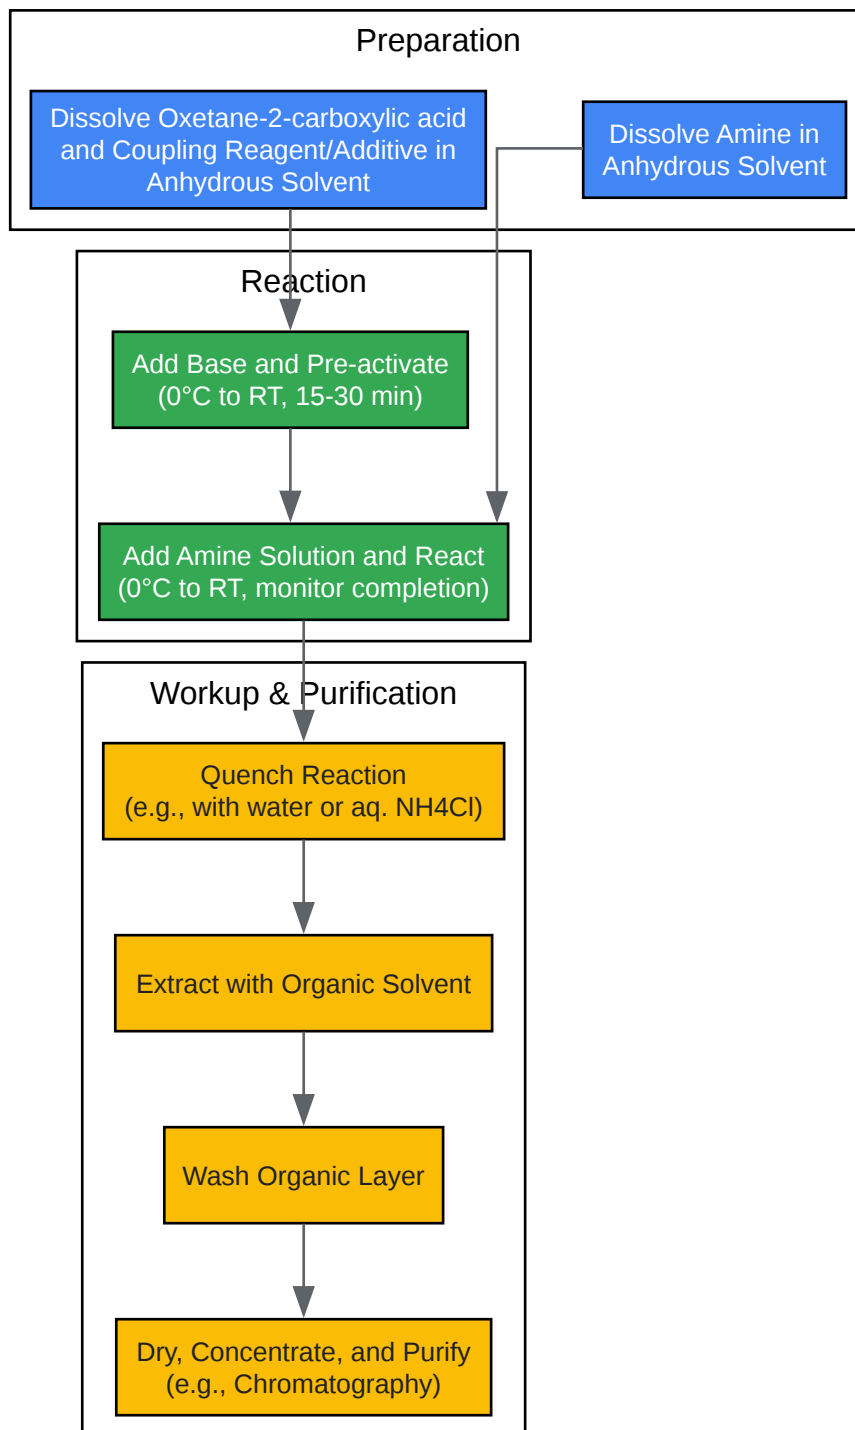 Preparation
Dissolve Oxetane-2-carboxylic acid
and Coupling Reagent/Additive in
Anhydrous Solvent
Dissolve Amine in
Anhydrous Solvent
Reaction
Add Base and Pre-activate
(0°C to RT, 15-30 min)
Add Amine Solution and React
(0°C to RT, monitor completion)
Workup & Purification
Quench Reaction
(e.g., with water or aq. NH4Cl)
Extract with Organic Solvent
Wash Organic Layer
Dry, Concentrate, and Purify
(e.g., Chromatography)